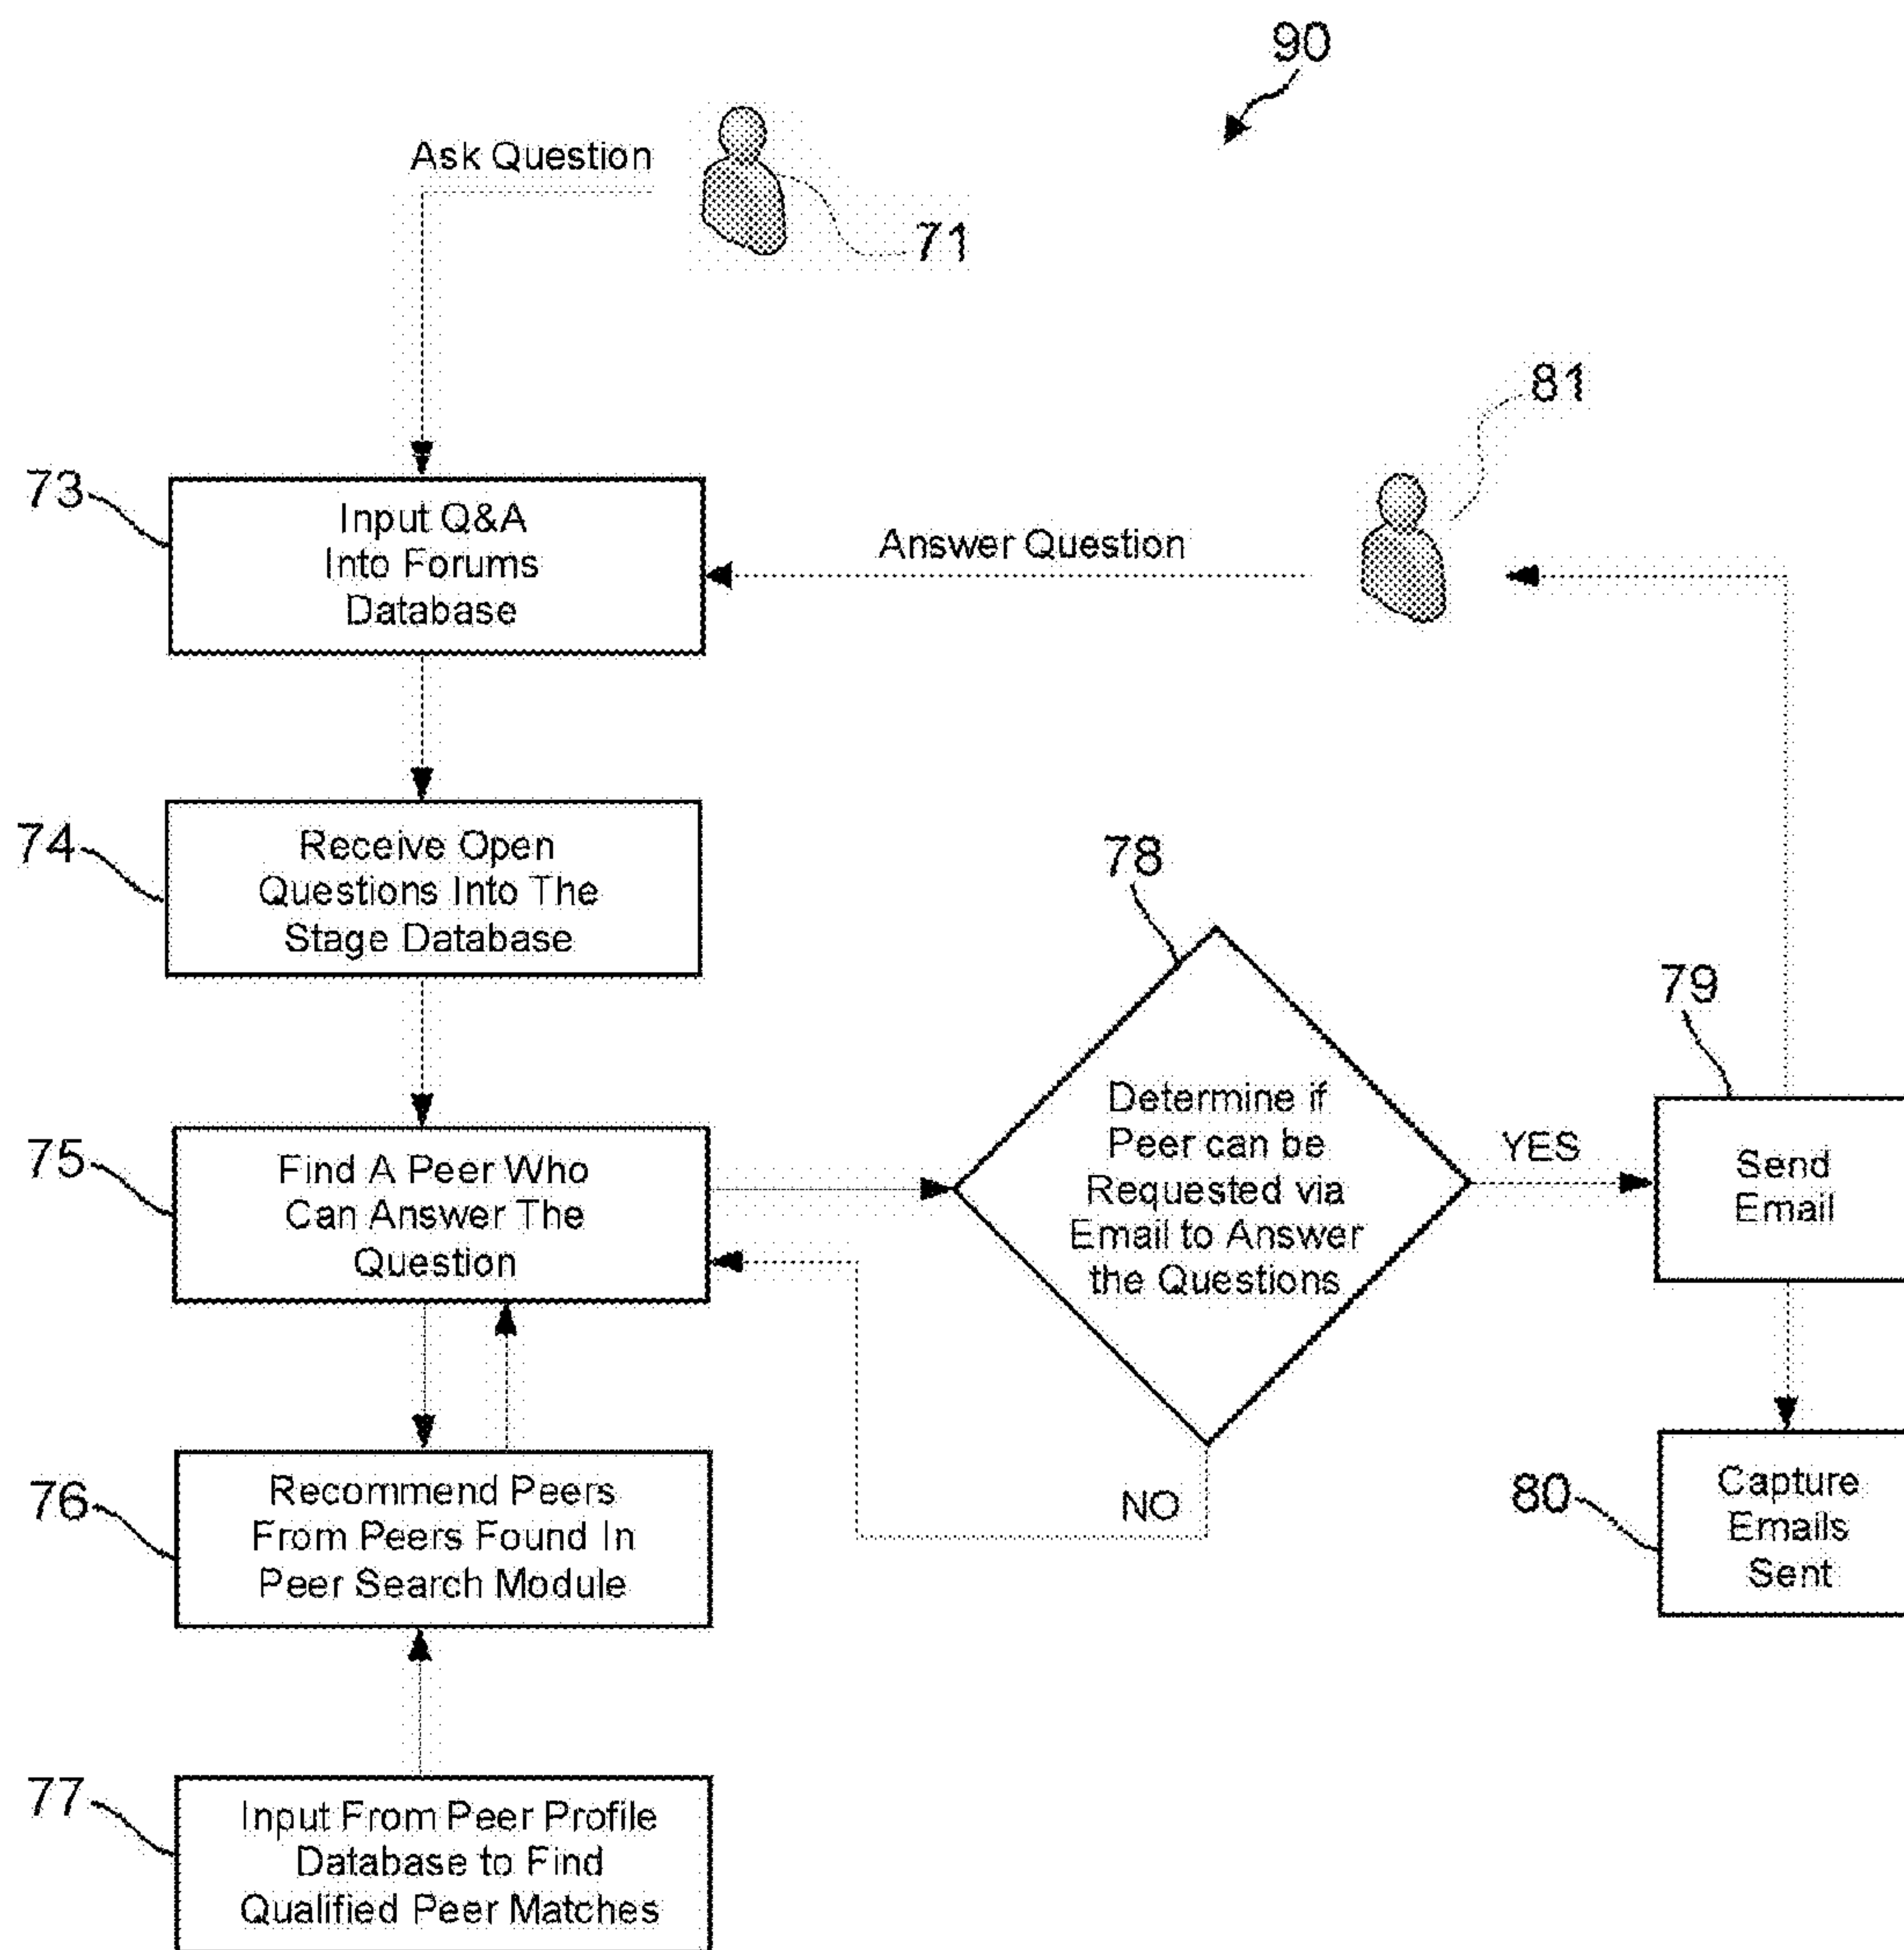 90
Ask Question
71
81
73
Input Q&A
Into Forums
Database
Answer Question
74
Receive Open
Questions Into The
Stage Database
78
79
75
Find A Peer Who
Can Answer The
Question
Determine if
Peer can be
Requested via
Email to Answer
the Questions
YES
Send
Email
NO
76
Recommend Peers
From Peers Found In
Peer Search Module
80
Capture
Emails
Sent
77
Input From Peer Profile
Database to Find
Qualified Peer Matches